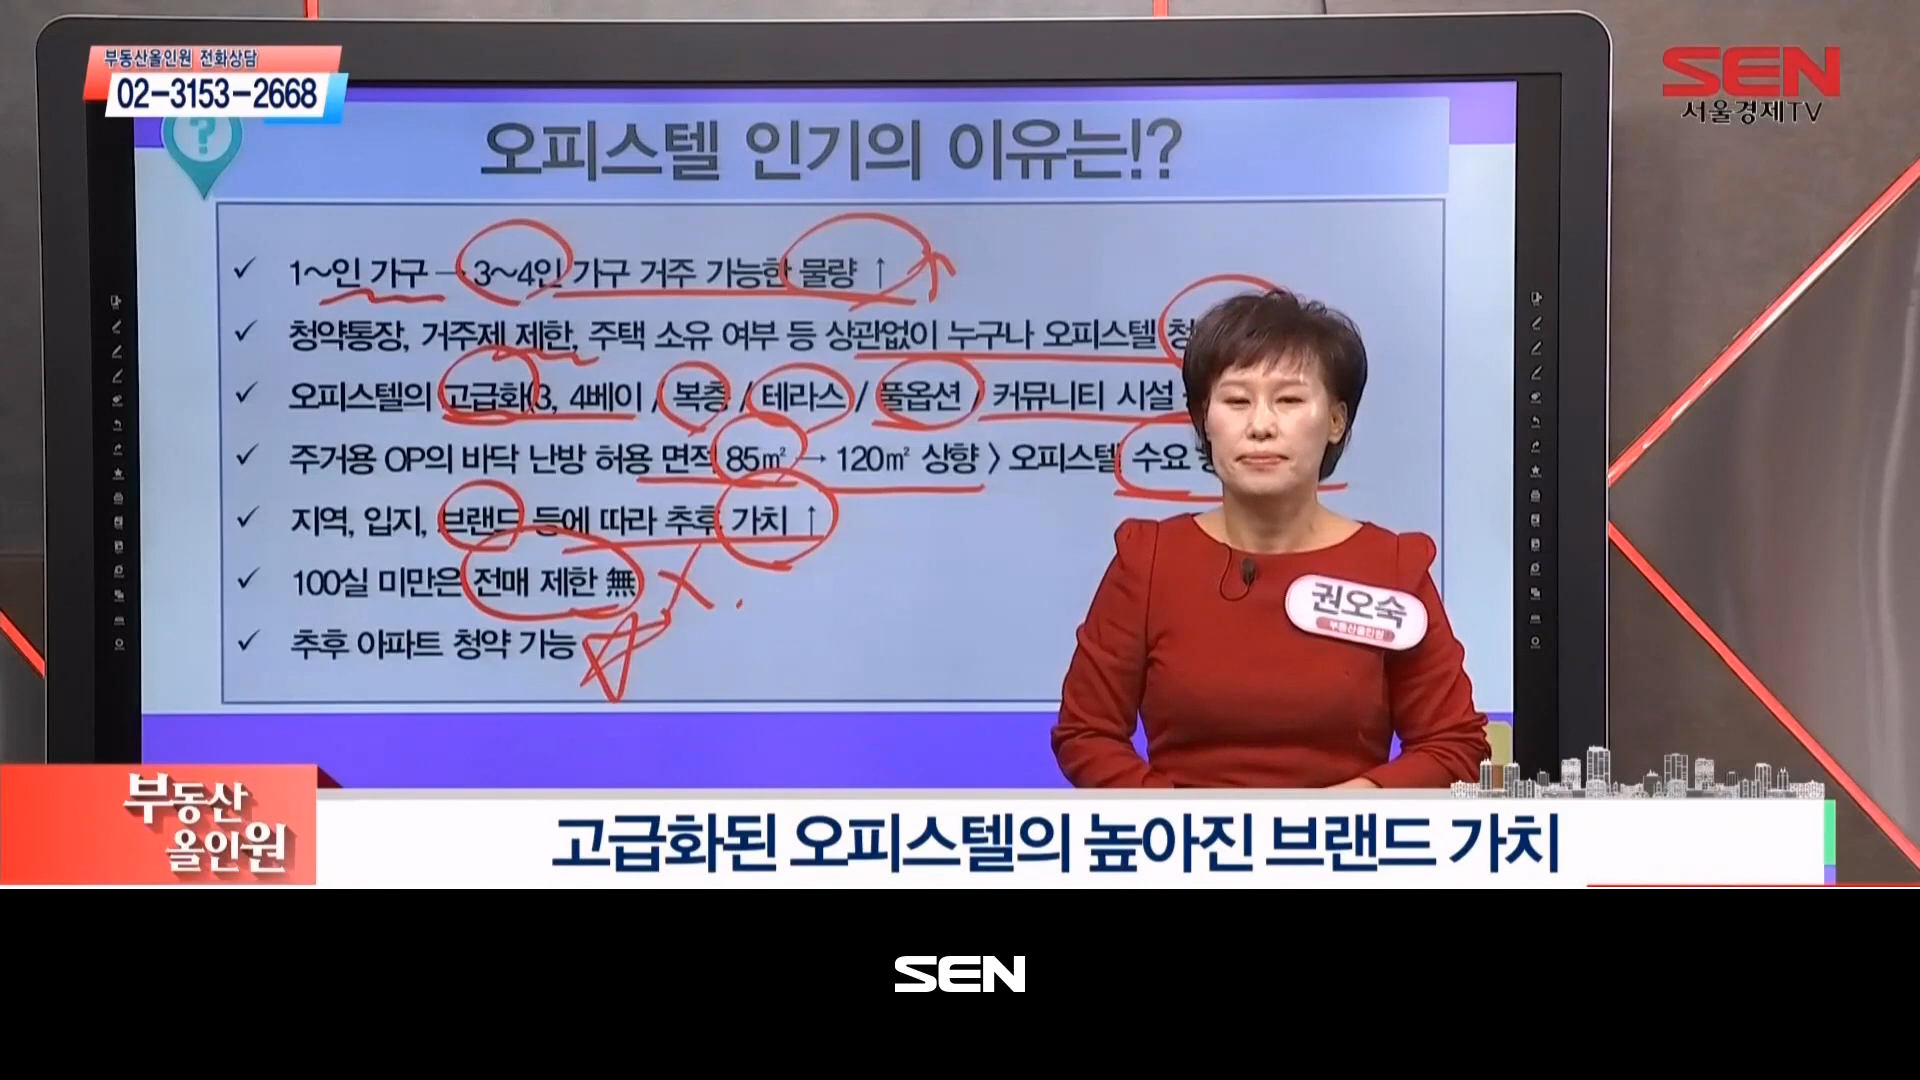 부동산올인원 전화상담
02-3153-2668
SEN
서울경제TV
?
오피스텔 인기의 이유는!?
✓ 1~인 가구 → 3~4인 가구 거주 가능한 물량 ↑
✓ 청약통장, 거주제 제한, 주택 소유 여부 등 상관없이 누구나 오피스텔 청
✓ 오피스텔의 고급화(3, 4베이 / 복층 / 테라스 / 풀옵션 / 커뮤니티 시설
✓ 주거용 OP의 바닥 난방 허용 면적 85㎡ → 120㎡ 상향 > 오피스텔 수요
✓ 지역, 입지, 브랜드 등에 따라 추후 가치 ↑
✓ 100실 미만은 전매 제한 無
✓ 추후 아파트 청약 가능
권오숙
부동산올인원
부동산
올인원
고급화된 오피스텔의 높아진 브랜드 가치
SEN